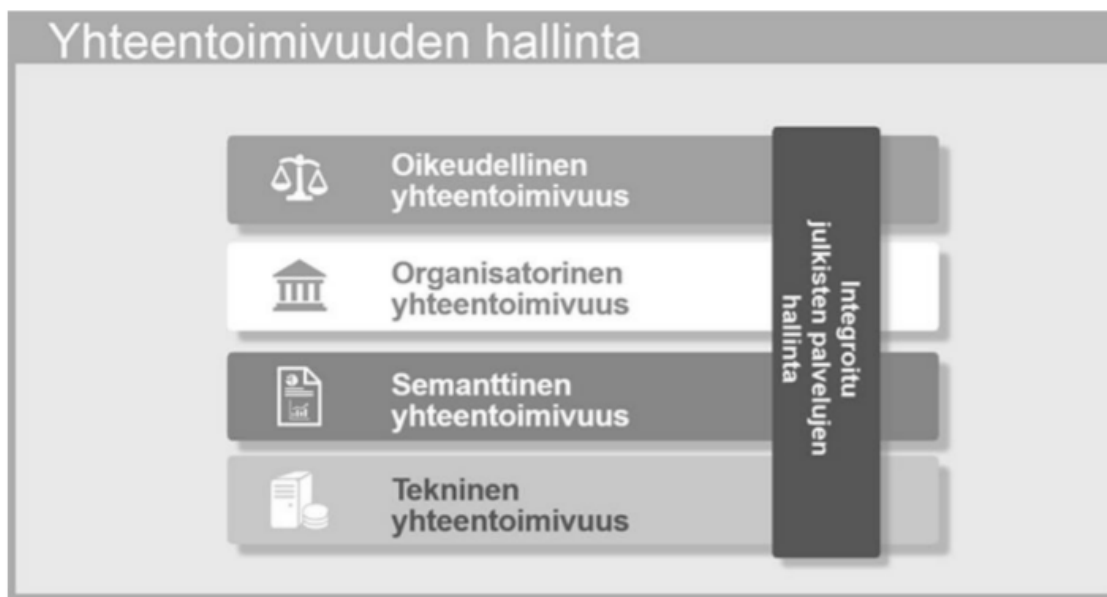 Yhteentoimivuuden hallinta
Oikeudellinen
yhteentoimivuus
Organisatorinen
yhteentoimivuus
Semanttinen
yhteentoimivuus
Tekninen
yhteentoimivuus
Integroitu
julkisten palvelujen
hallinta